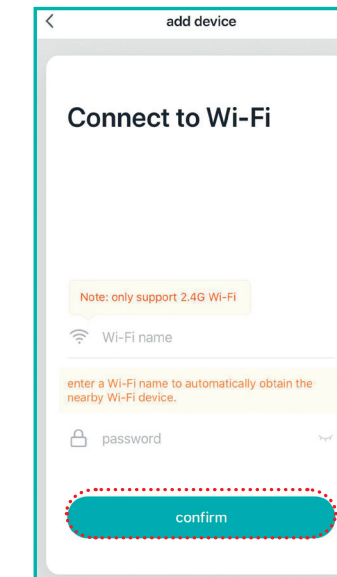 add device
Connect to Wi-Fi
Note: only support 2.4G Wi-Fi
Wi-Fi name
enter a Wi-Fi name to automatically obtain the
nearby Wi-Fi device.
password
confirm